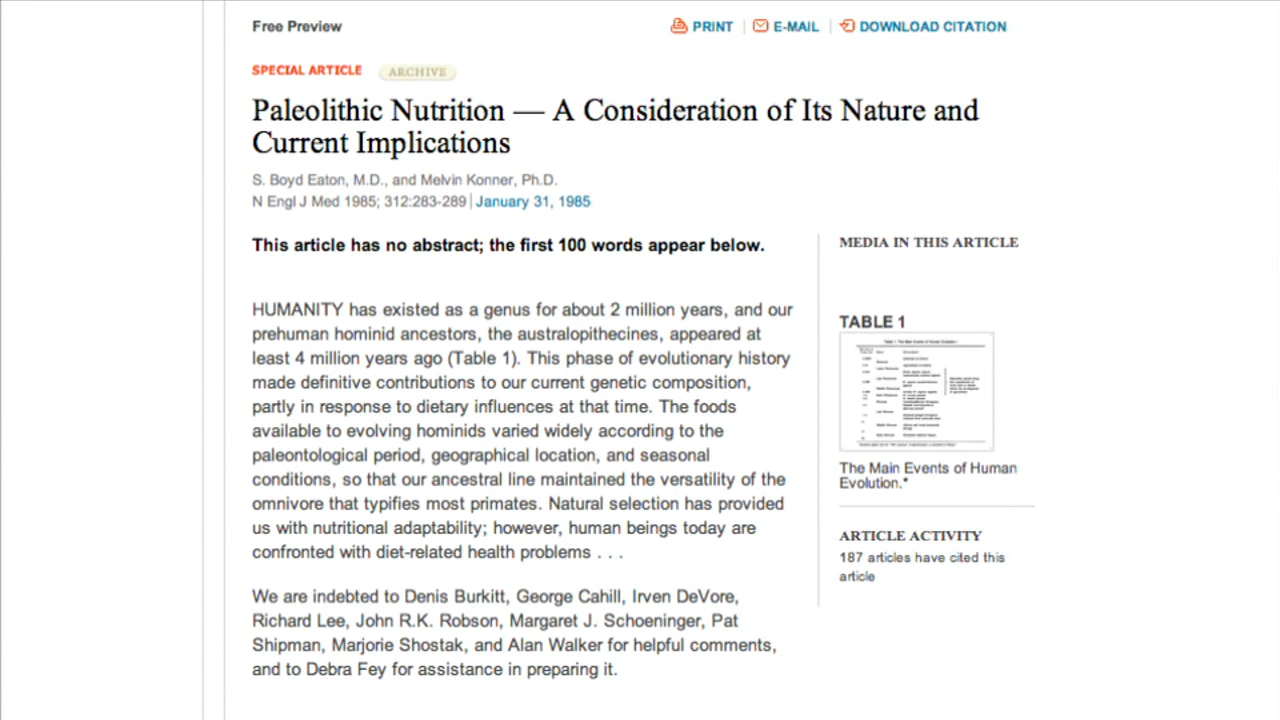 Free Preview
PRINT
E-MAIL
DOWNLOAD CITATION
SPECIAL ARTICLE
ARCHIVE
Paleolithic Nutrition — A Consideration of Its Nature and
Current Implications
S. Boyd Eaton, M.D., and Melvin Konner, Ph.D.
N Engl J Med 1985; 312:283-289 | January 31, 1985
This article has no abstract; the first 100 words appear below.
HUMANITY has existed as a genus for about 2 million years, and our
prehuman hominid ancestors, the australopithecines, appeared at
least 4 million years ago (Table 1). This phase of evolutionary history
made definitive contributions to our current genetic composition,
partly in response to dietary influences at that time. The foods
available to evolving hominids varied widely according to the
paleontological period, geographical location, and seasonal
conditions, so that our ancestral line maintained the versatility of the
omnivore that typifies most primates. Natural selection has provided
us with nutritional adaptability; however, human beings today are
confronted with diet-related health problems . . .
We are indebted to Denis Burkitt, George Cahill, Irven DeVore,
Richard Lee, John R.K. Robson, Margaret J. Schoeninger, Pat
Shipman, Marjorie Shostak, and Alan Walker for helpful comments,
and to Debra Fey for assistance in preparing it.
MEDIA IN THIS ARTICLE
TABLE 1
The Main Events of Human
Evolution.*
ARTICLE ACTIVITY
187 articles have cited this
article